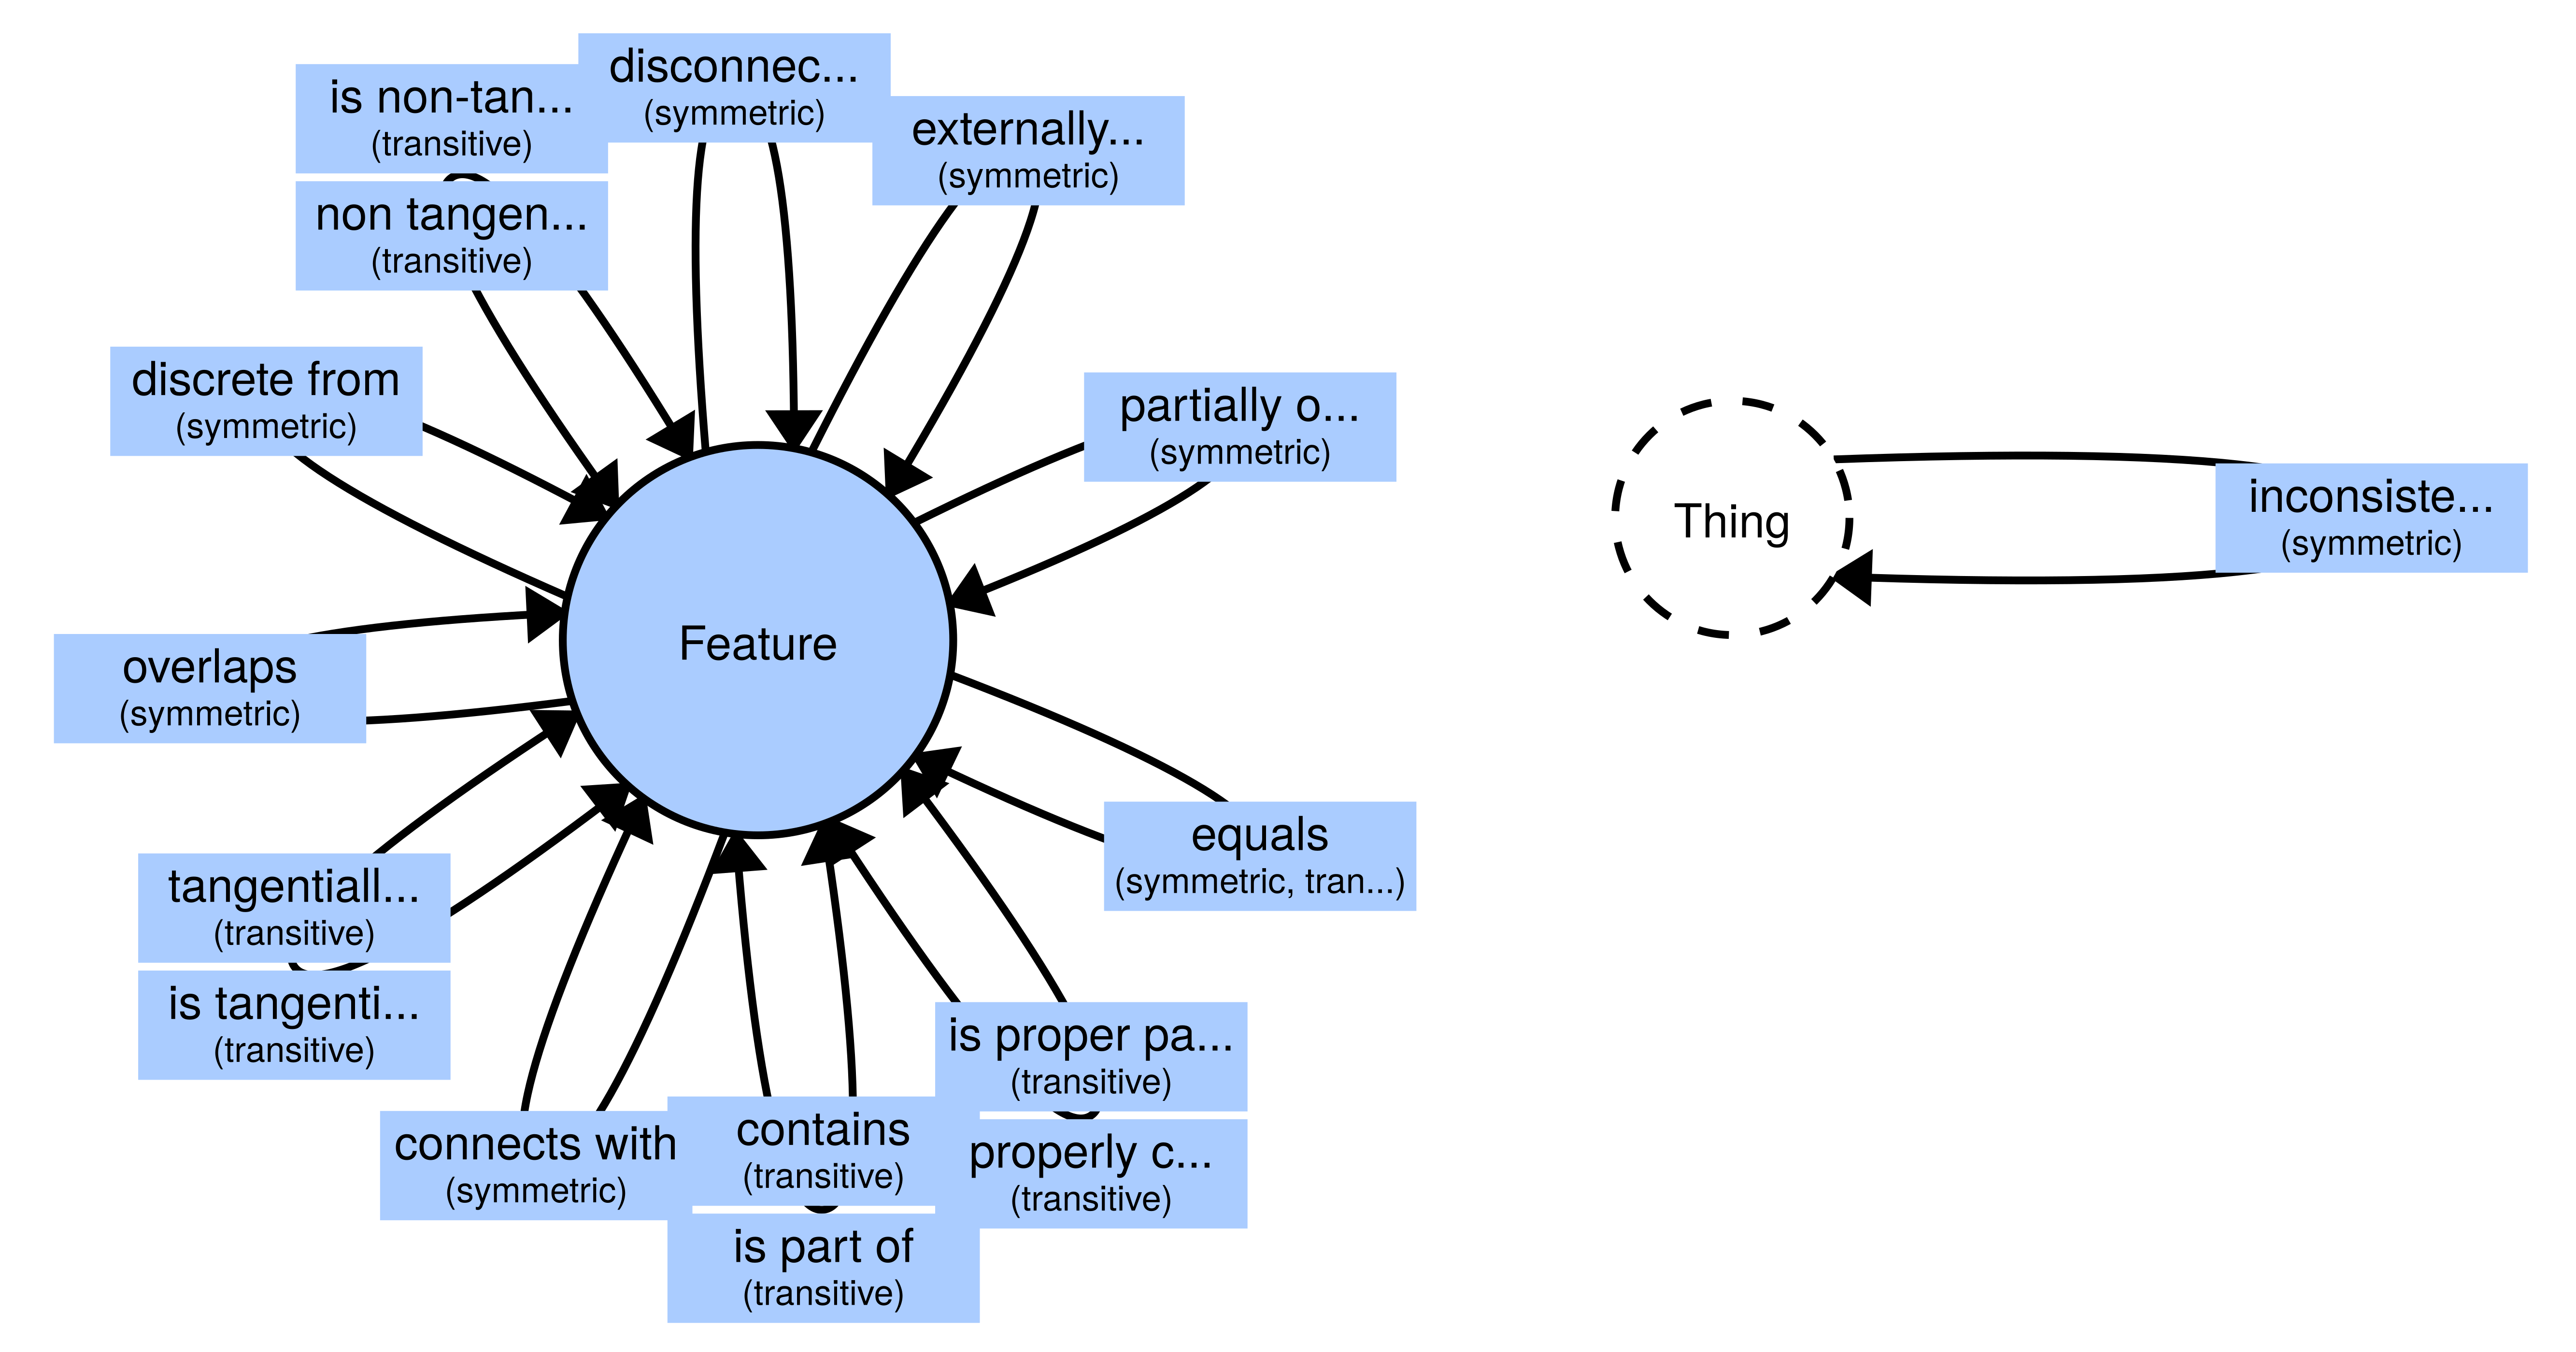 disconnec...
(symmetric)
is non-tan...
(transitive)
externally...
(symmetric)
non tangen...
(transitive)
discrete from
(symmetric)
partially o...
(symmetric)
Thing
inconsiste...
(symmetric)
Feature
overlaps
(symmetric)
equals
(symmetric, tran...)
tangentiall...
(transitive)
is tangenti...
(transitive)
is proper pa...
(transitive)
connects with
(symmetric)
contains
(transitive)
properly c...
(transitive)
is part of
(transitive)